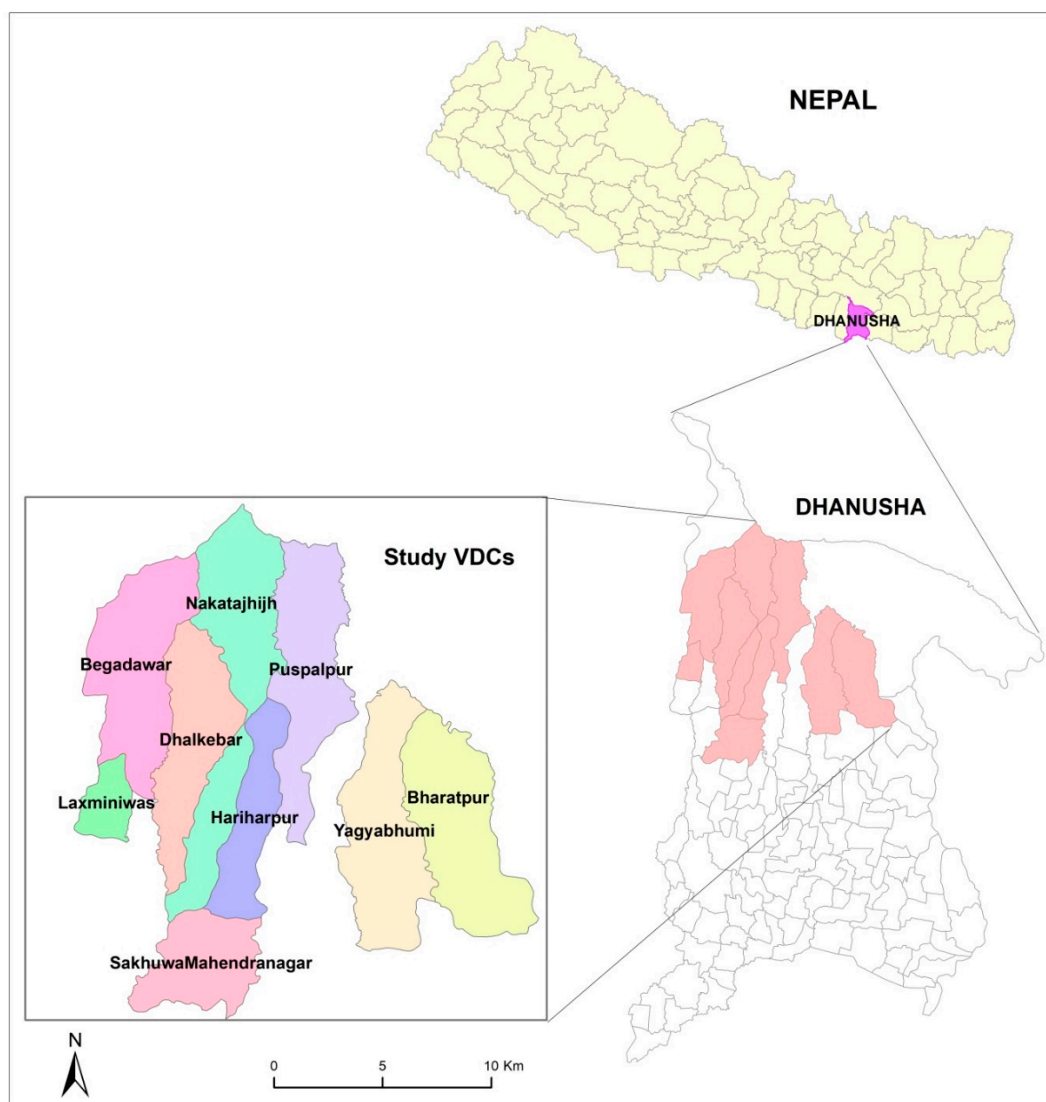 NEPAL
DHANUSHA
DHANUSHA
Study VDCs
Nakatajhijh
Begadawar
Puspalpur
Dhalkebar
Laxminiwas
Hariharpur
Bharatpur
Yagyabhumi
SakhuwaMahendranagar
N
0 5 10 Km